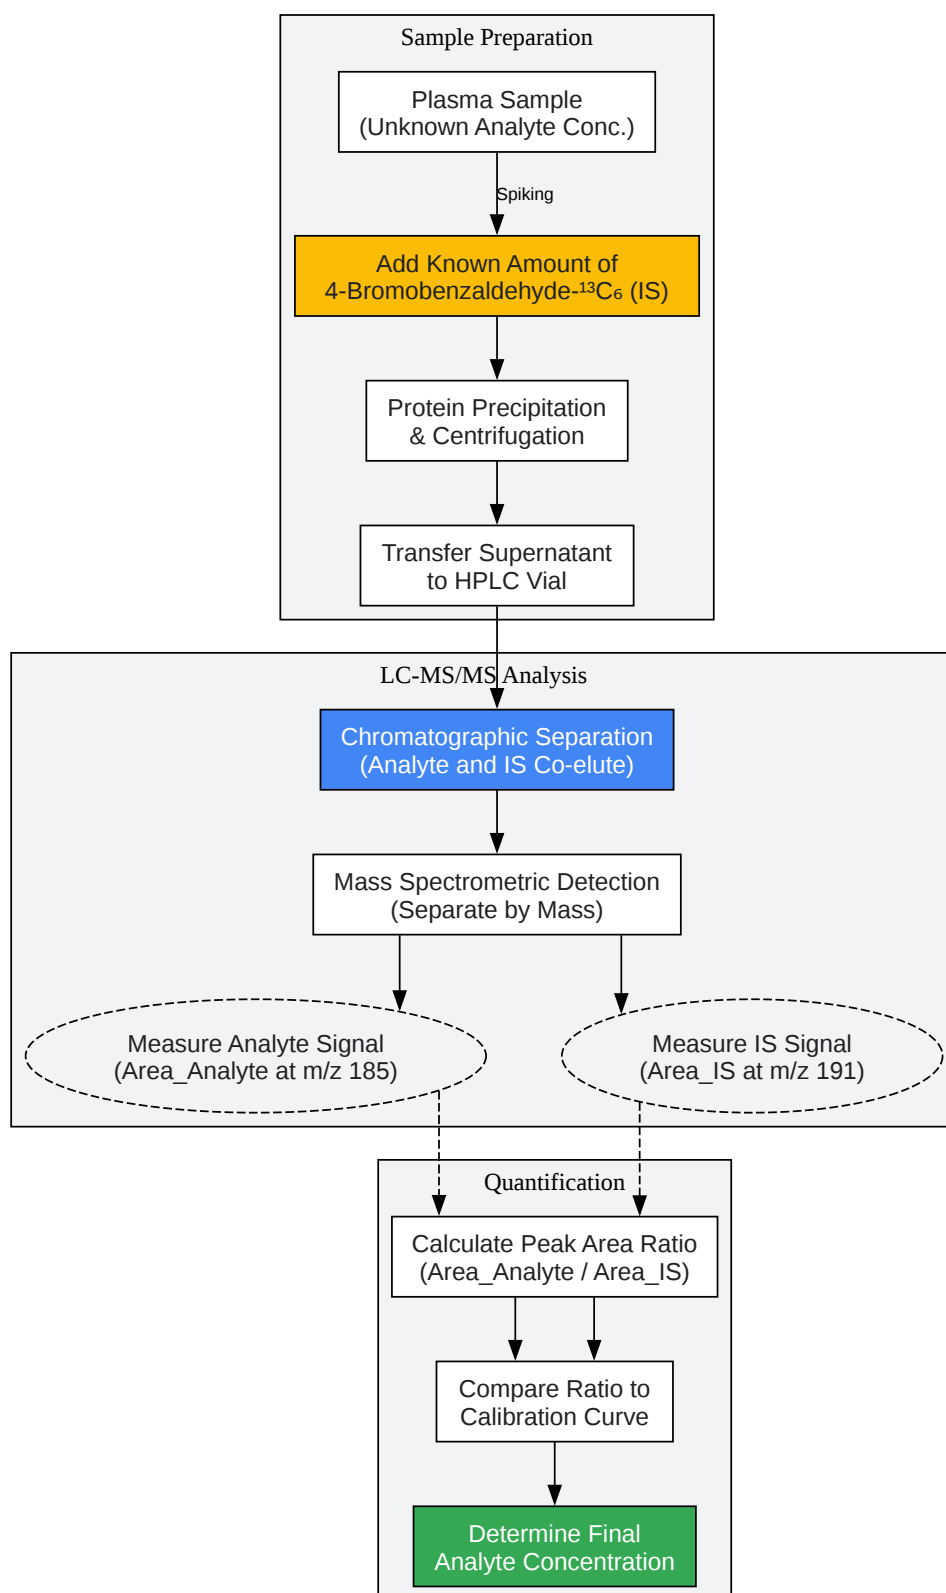 Sample Preparation
Plasma Sample
(Unknown Analyte Conc.)
Spiking
Add Known Amount of
4-Bromobenzaldehyde-¹³C₆ (IS)
Protein Precipitation
& Centrifugation
Transfer Supernatant
to HPLC Vial
LC-MS/MS Analysis
Chromatographic Separation
(Analyte and IS Co-elute)
Mass Spectrometric Detection
(Separate by Mass)
Measure Analyte Signal
(Area_Analyte at m/z 185)
Measure IS Signal
(Area_IS at m/z 191)
Quantification
Calculate Peak Area Ratio
(Area_Analyte / Area_IS)
Compare Ratio to
Calibration Curve
Determine Final
Analyte Concentration